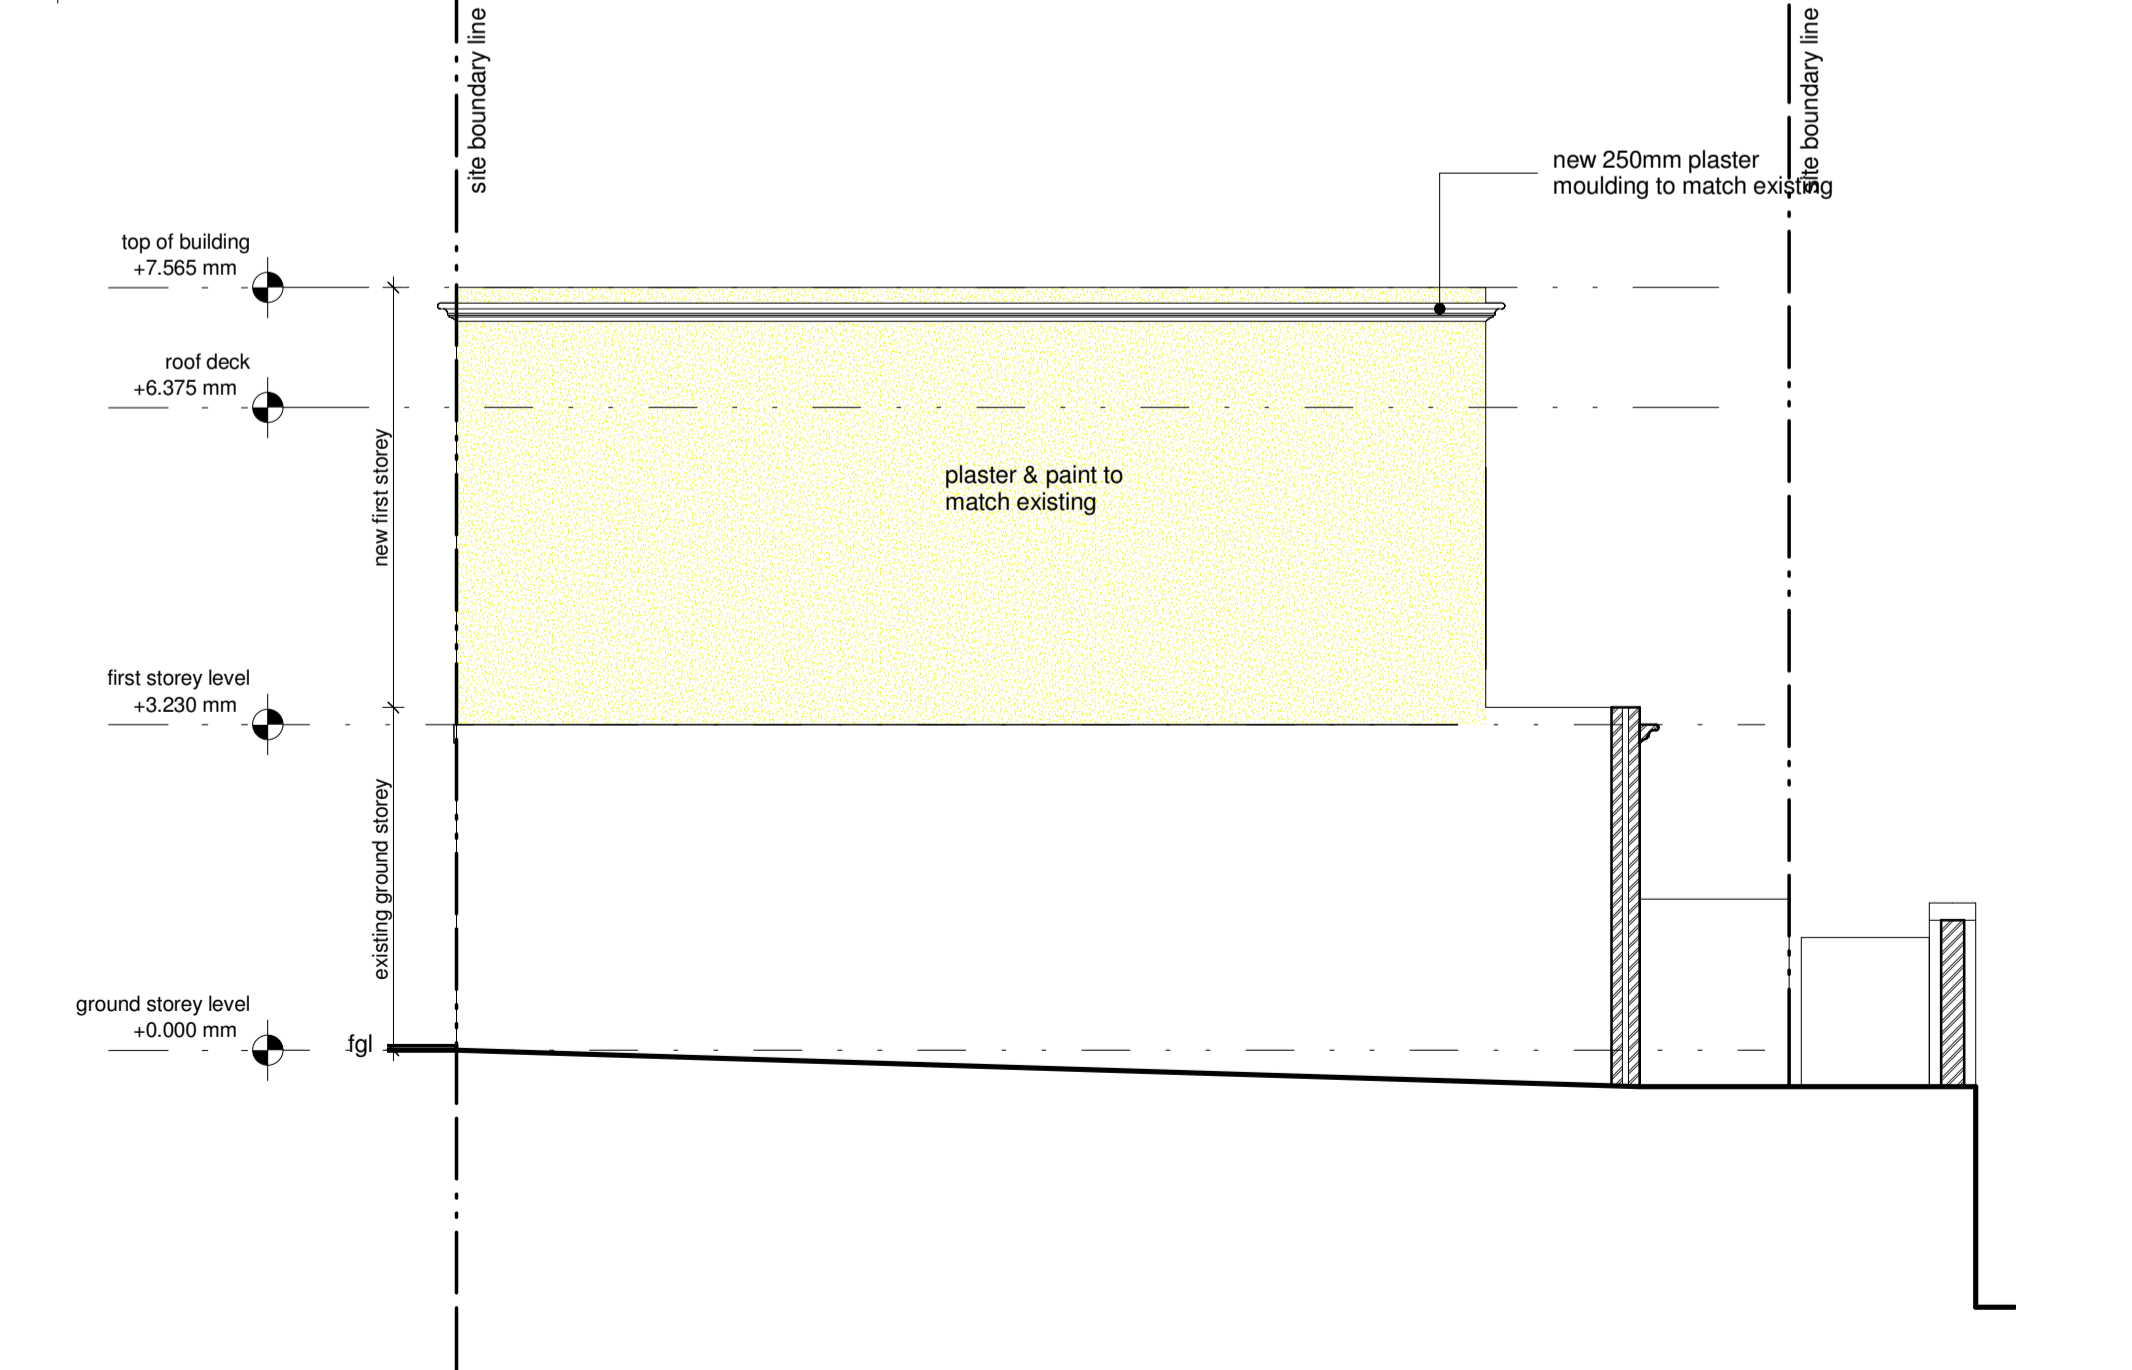 site boundary line
site boundary line
new 250mm plaster
moulding to match existing
top of building
+7.565 mm
roof deck
+6.375 mm
new first storey
plaster & paint to
match existing
first storey level
+3.230 mm
existing ground storey
ground storey level
+0.000 mm
fgl